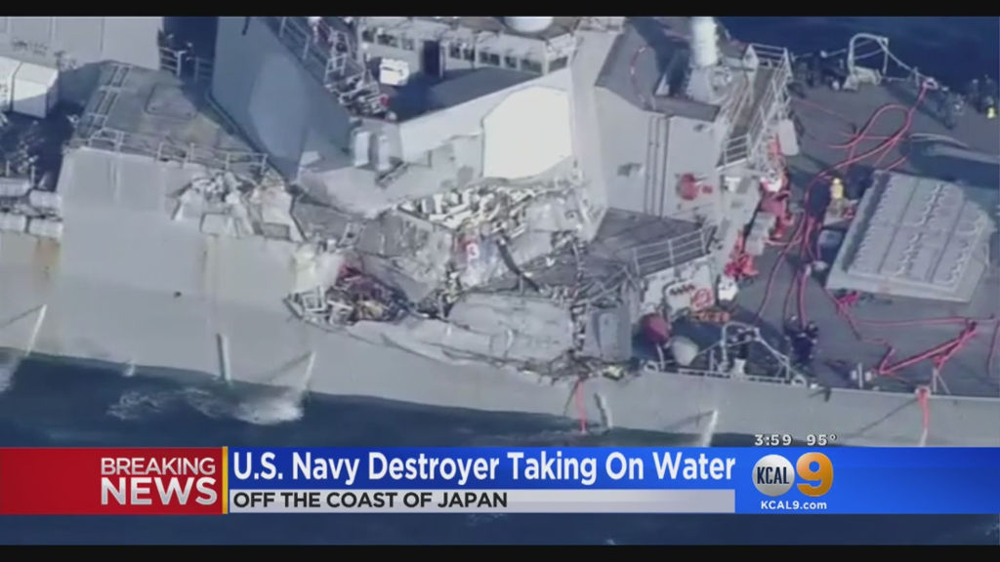 3:59 95°
BREAKING
NEWS
U.S. Navy Destroyer Taking On Water
OFF THE COAST OF JAPAN
KCAL 9
KCAL9.com